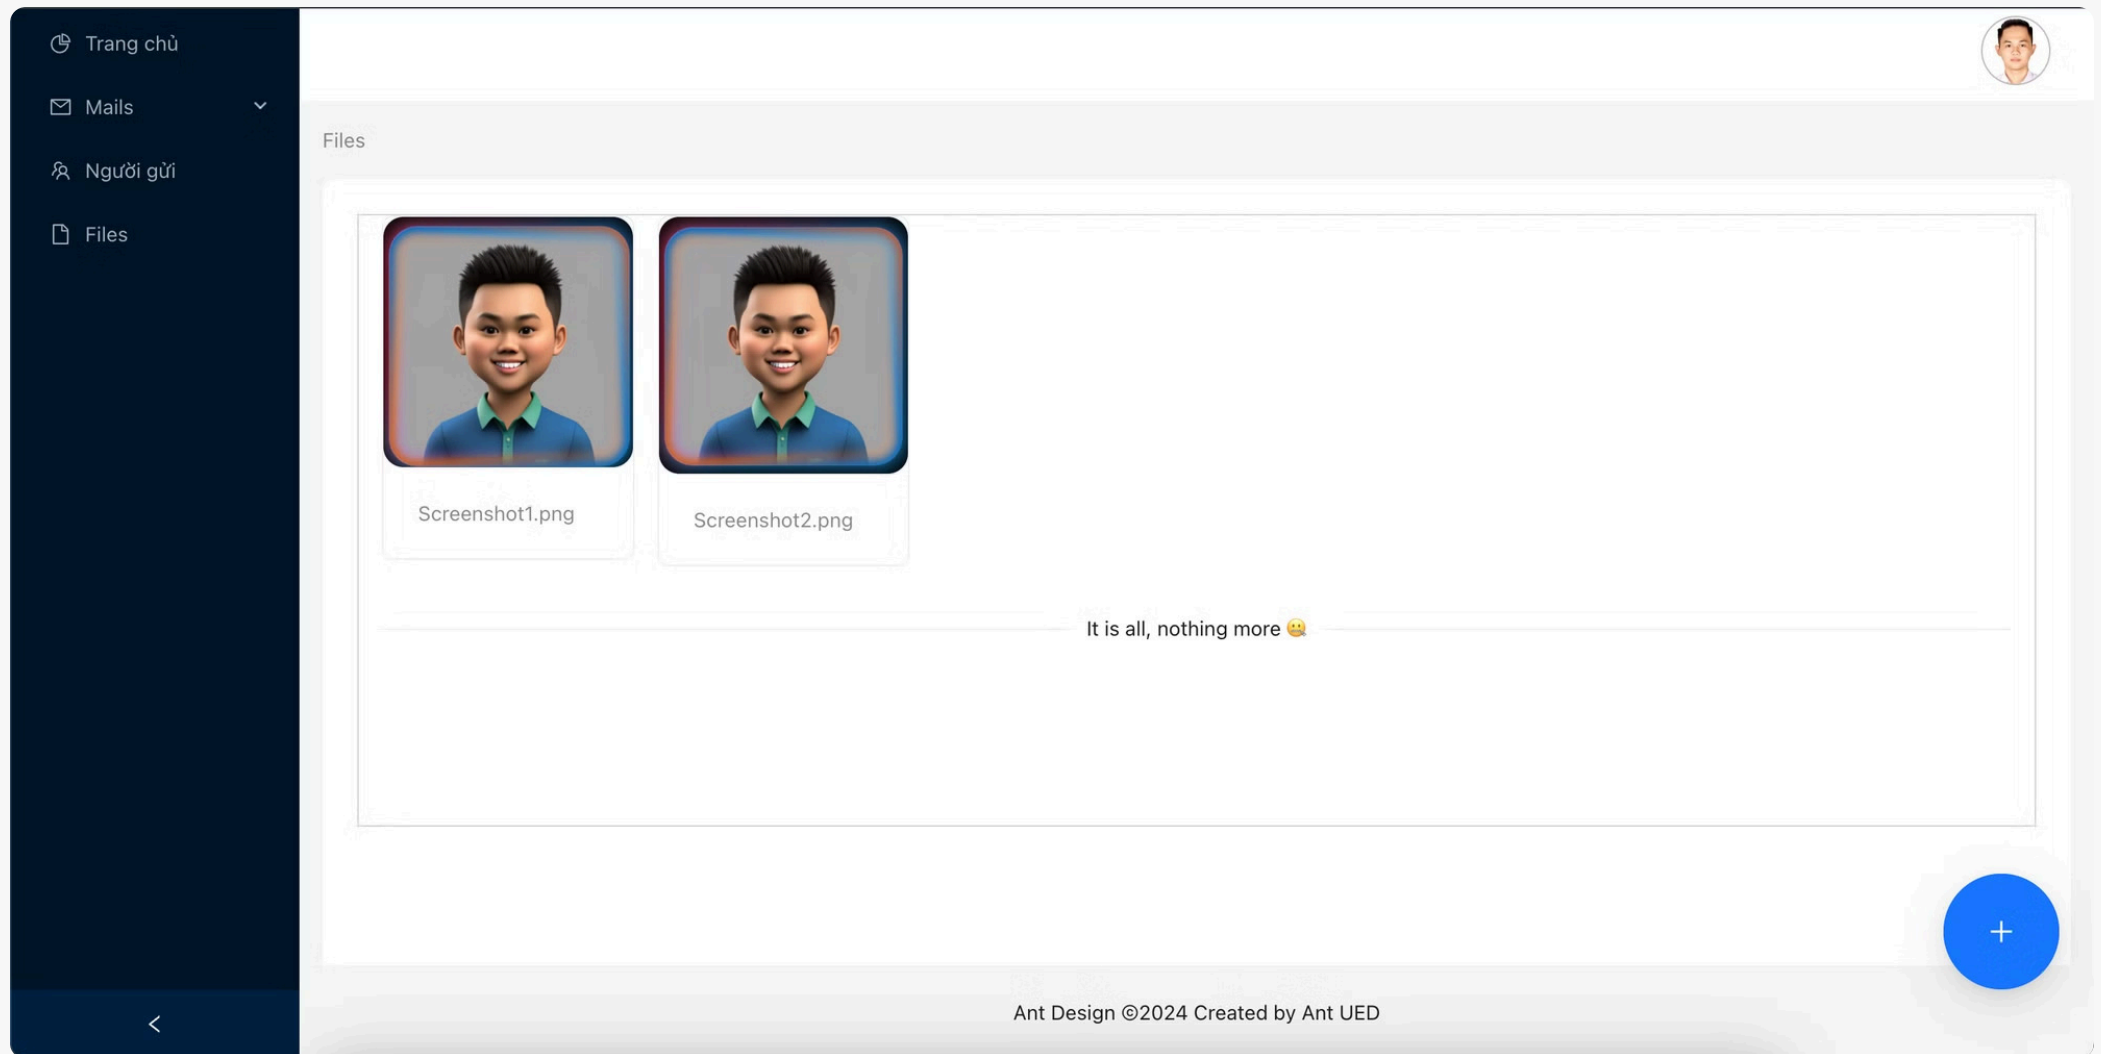 Trang chủ
Mails
Người gửi
Files
Files
Screenshot1.png
Screenshot2.png
It is all, nothing more 🤐
Ant Design ©2024 Created by Ant UED